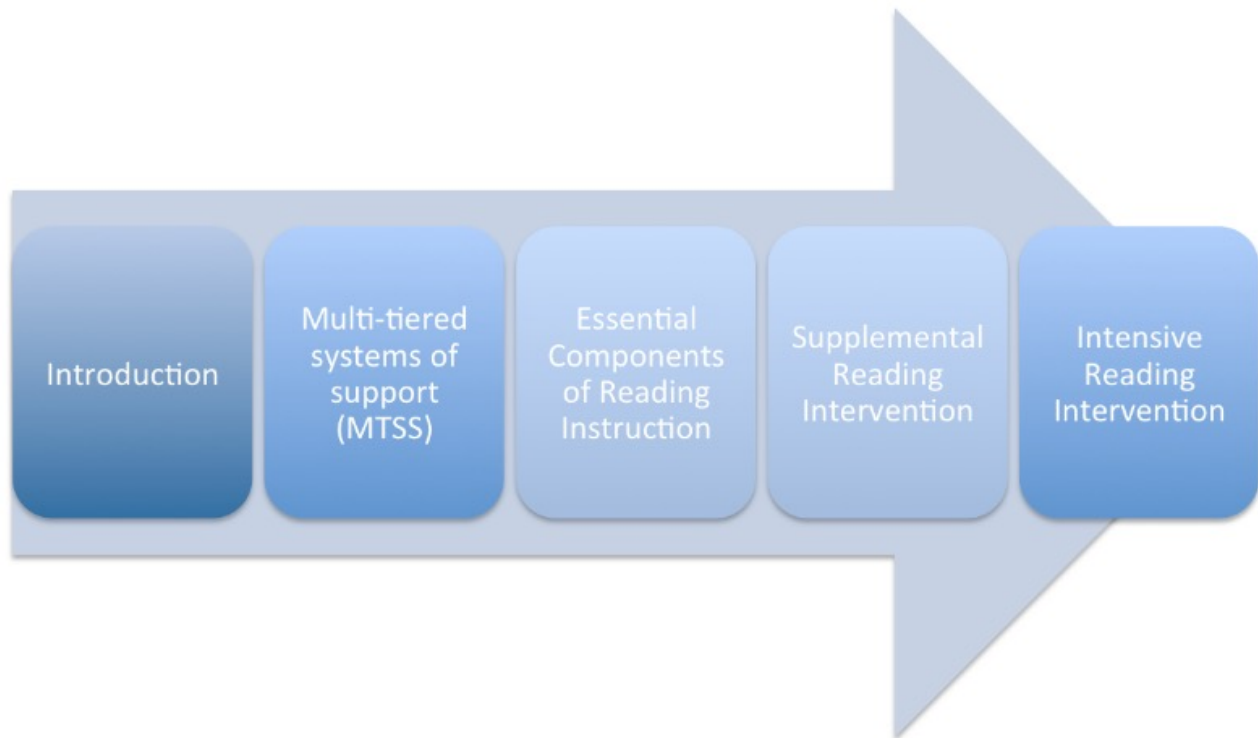 Introduction
Multi-tiered
systems of
support
(MTSS)
Essential
Components
of Reading
Instruction
Supplemental
Reading
Intervention
Intensive
Reading
Intervention